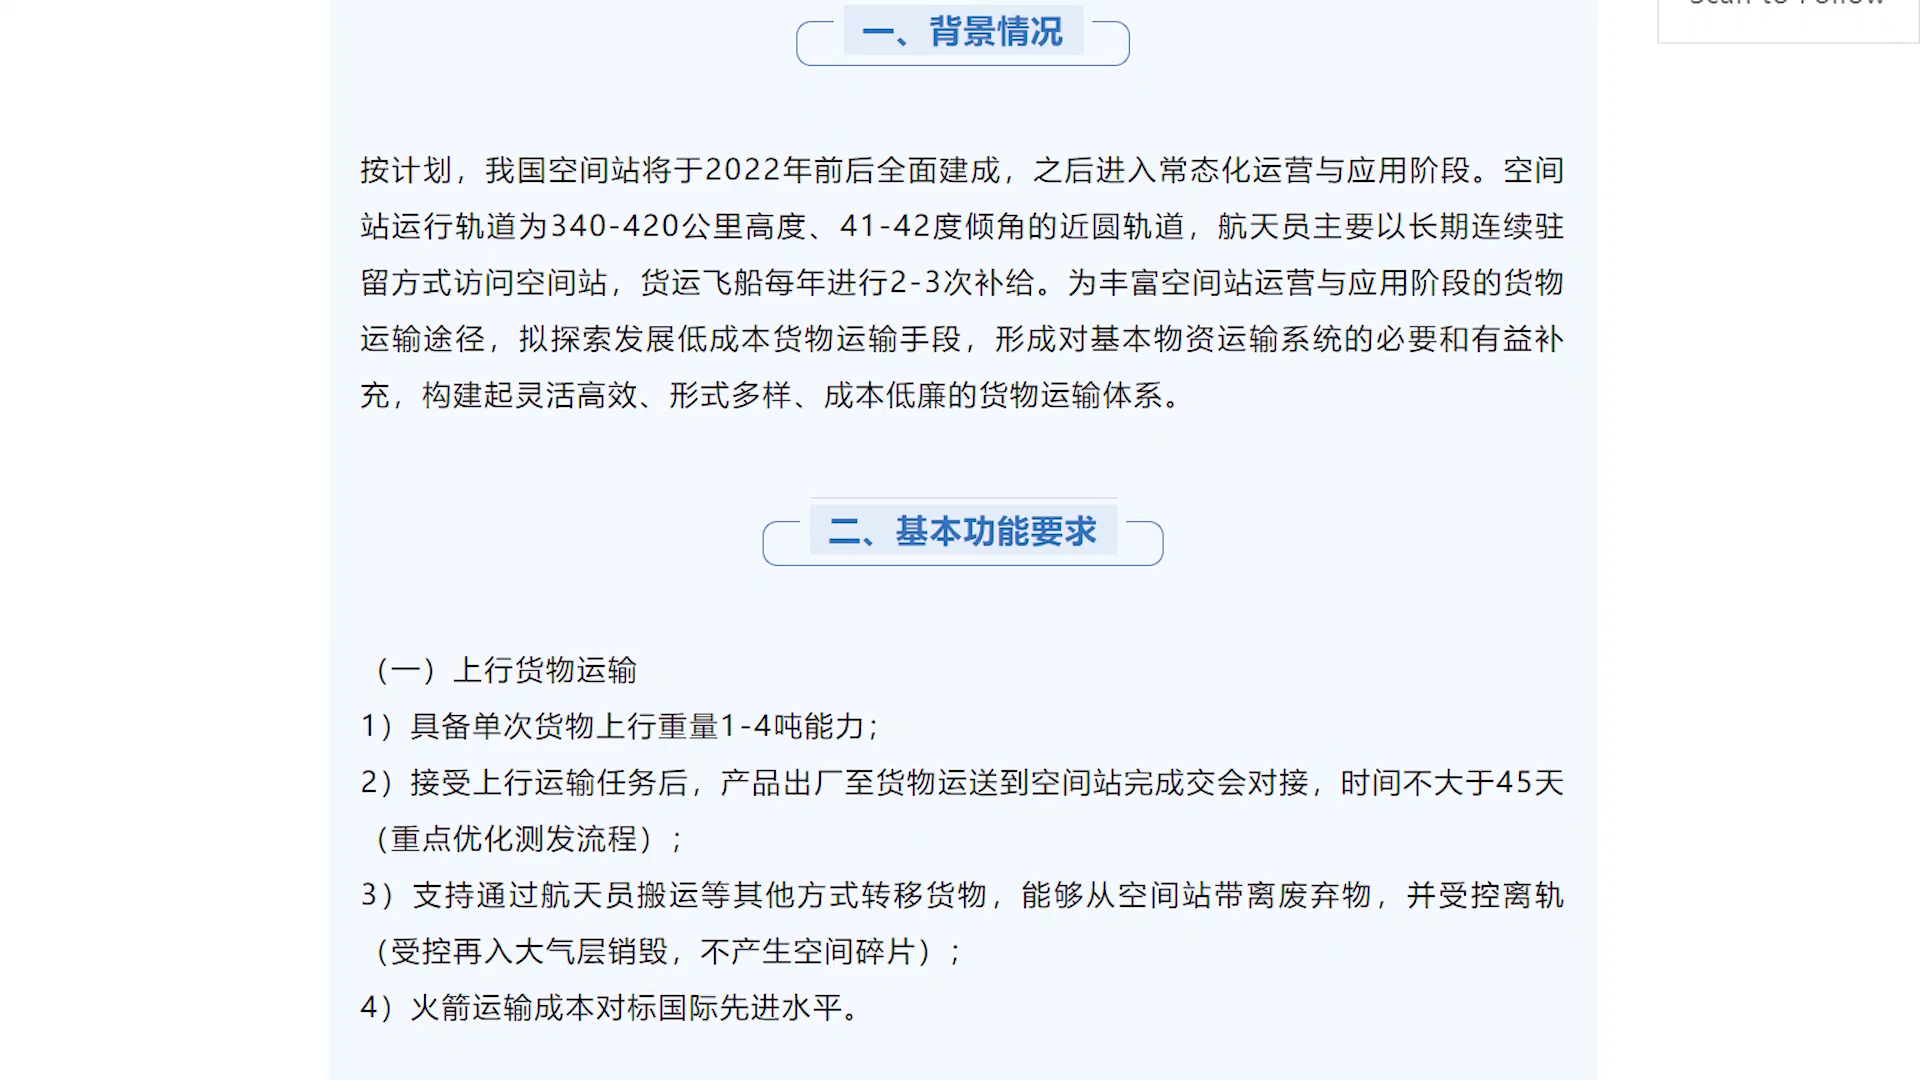 Scan to Follow
一、背景情况
按计划，我国空间站将于2022年前后全面建成，之后进入常态化运营与应用阶段。空间
站运行轨道为340-420公里高度、41-42度倾角的近圆轨道，航天员主要以长期连续驻
留方式访问空间站，货运飞船每年进行2-3次补给。为丰富空间站运营与应用阶段的货物
运输途径，拟探索发展低成本货物运输手段，形成对基本物资运输系统的必要和有益补
充，构建起灵活高效、形式多样、成本低廉的货物运输体系。
二、基本功能要求
（一）上行货物运输
1）具备单次货物上行重量1-4吨能力；
2）接受上行运输任务后，产品出厂至货物运送到空间站完成交会对接，时间不大于45天
（重点优化测发流程）；
3）支持通过航天员搬运等其他方式转移货物，能够从空间站带离废弃物，并受控离轨
（受控再入大气层销毁，不产生空间碎片）；
4）火箭运输成本对标国际先进水平。